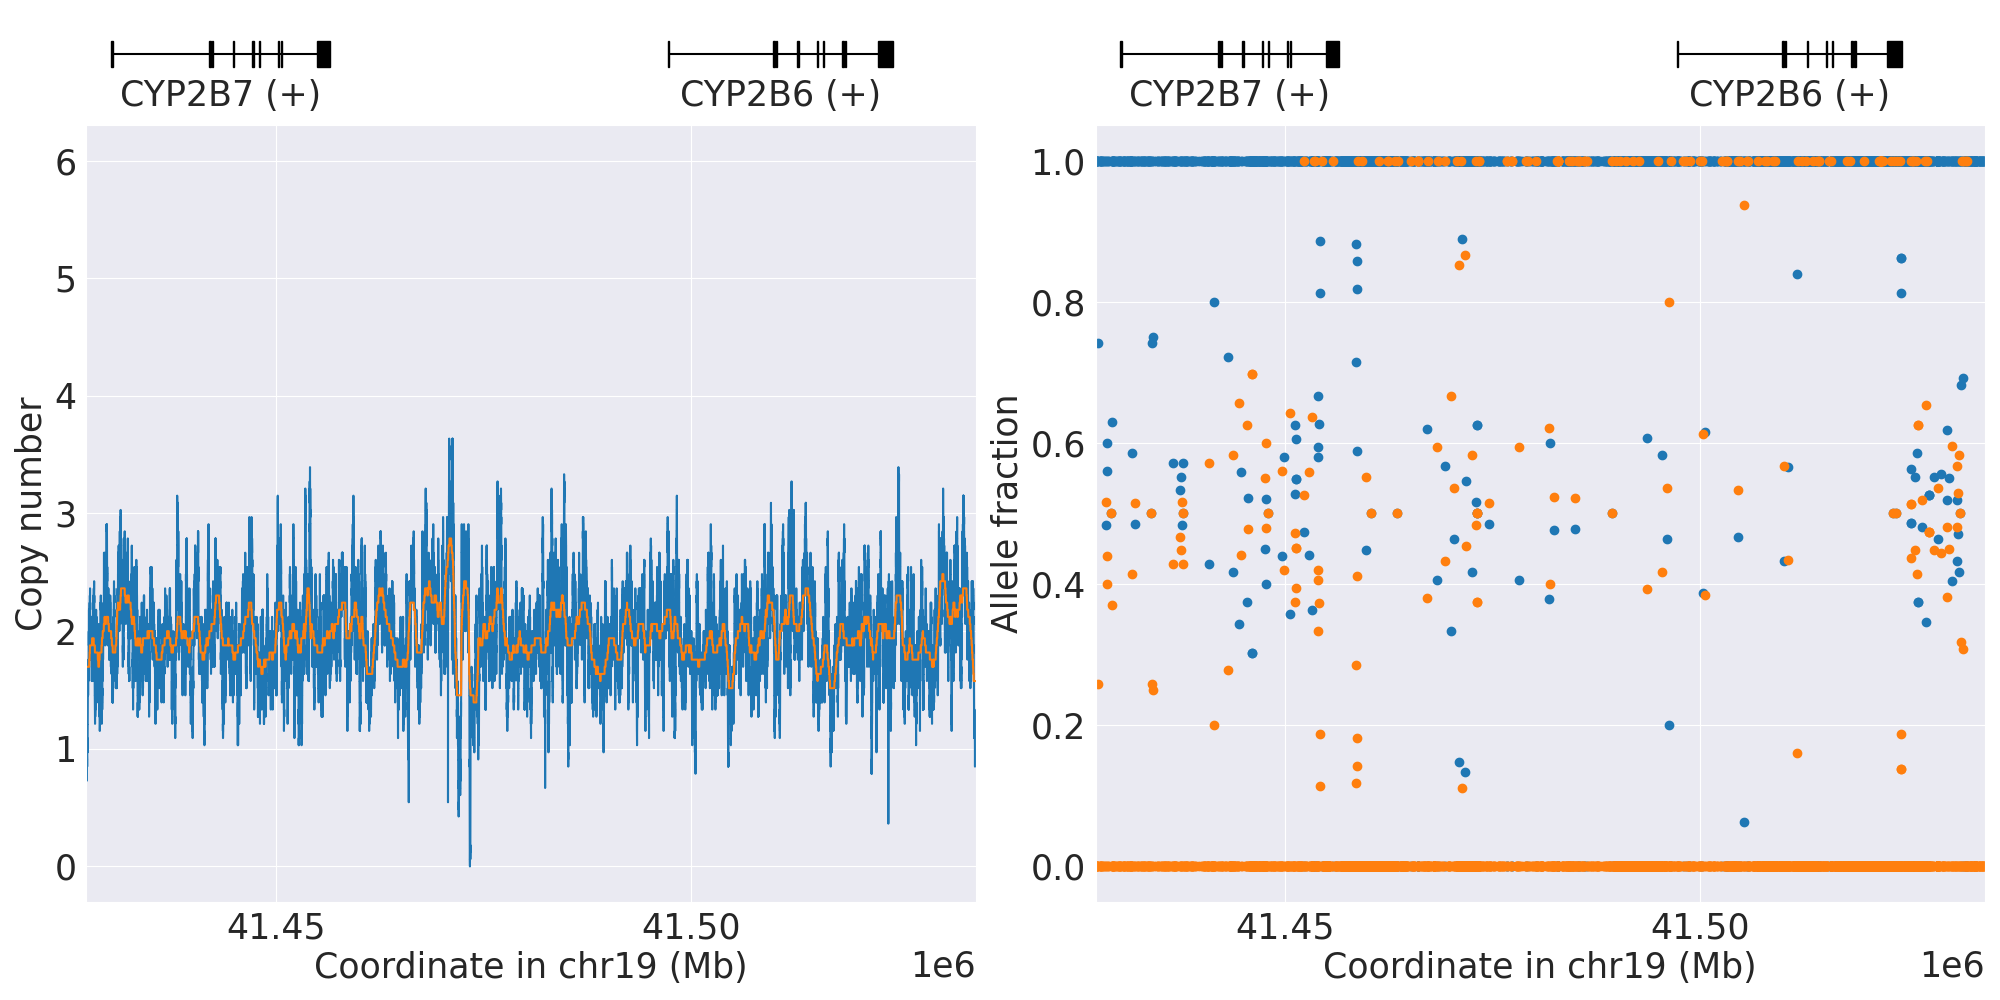 CYP2B7 (+)
CYP2B6 (+)
Copy number
6
5
4
3
2
1
0
41.45
41.50
Coordinate in chr19 (Mb)
1e6
CYP2B7 (+)
CYP2B6 (+)
Allele fraction
1.0
0.8
0.6
0.4
0.2
0.0
41.45
41.50
Coordinate in chr19 (Mb)
1e6